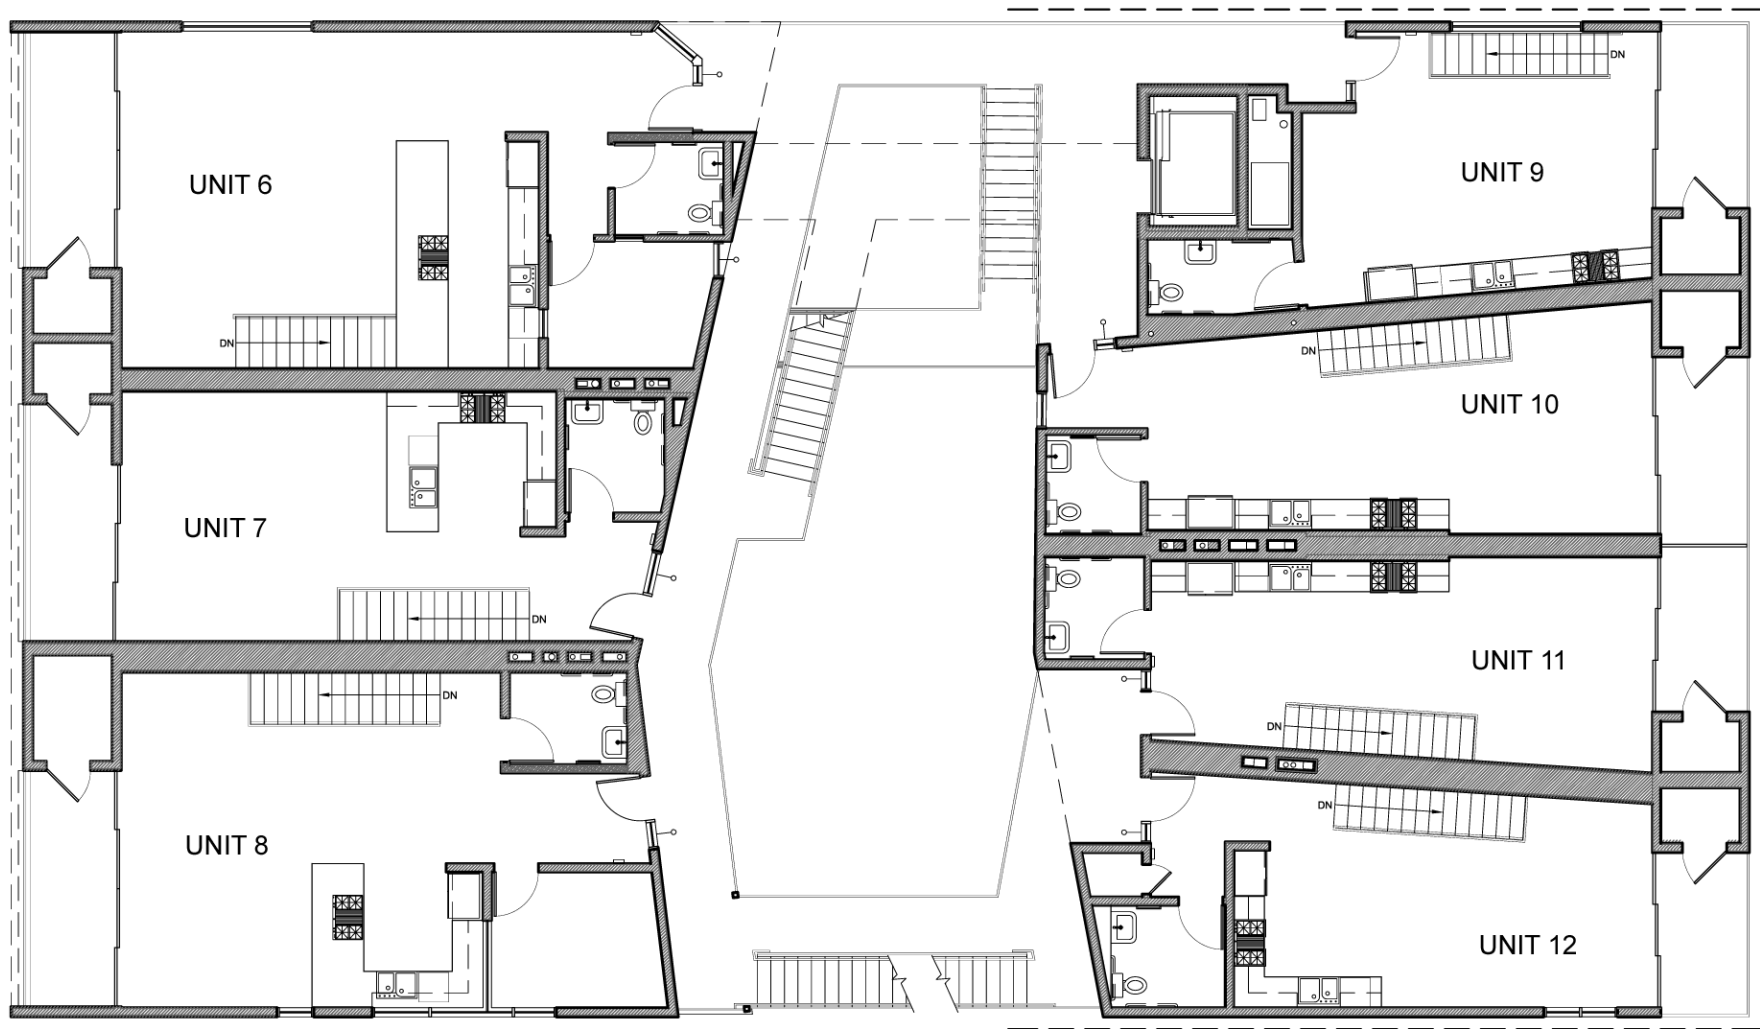 DN
UNIT 9
UNIT 6
DN
DN
UNIT 10
UNIT 7
DN
UNIT 11
DN
DN
DN
UNIT 8
UNIT 12